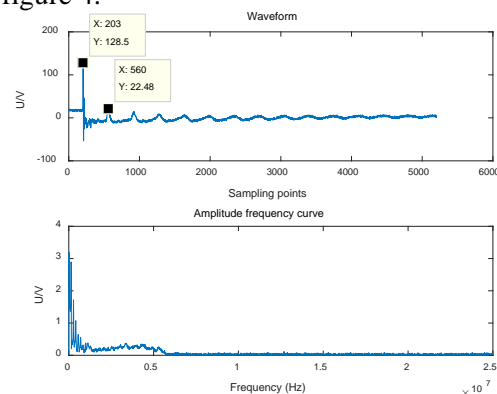 figure 4.
Waveform
200
100
0
-100
U/V
X: 203
Y: 128.5
X: 560
Y: 22.48
0 1000 2000 3000 4000 5000 6000
Sampling points
Amplitude frequency curve
4
3
2
1
0
U/V
0 0.5 1 1.5 2 2.5
Frequency (Hz)
× 10 7